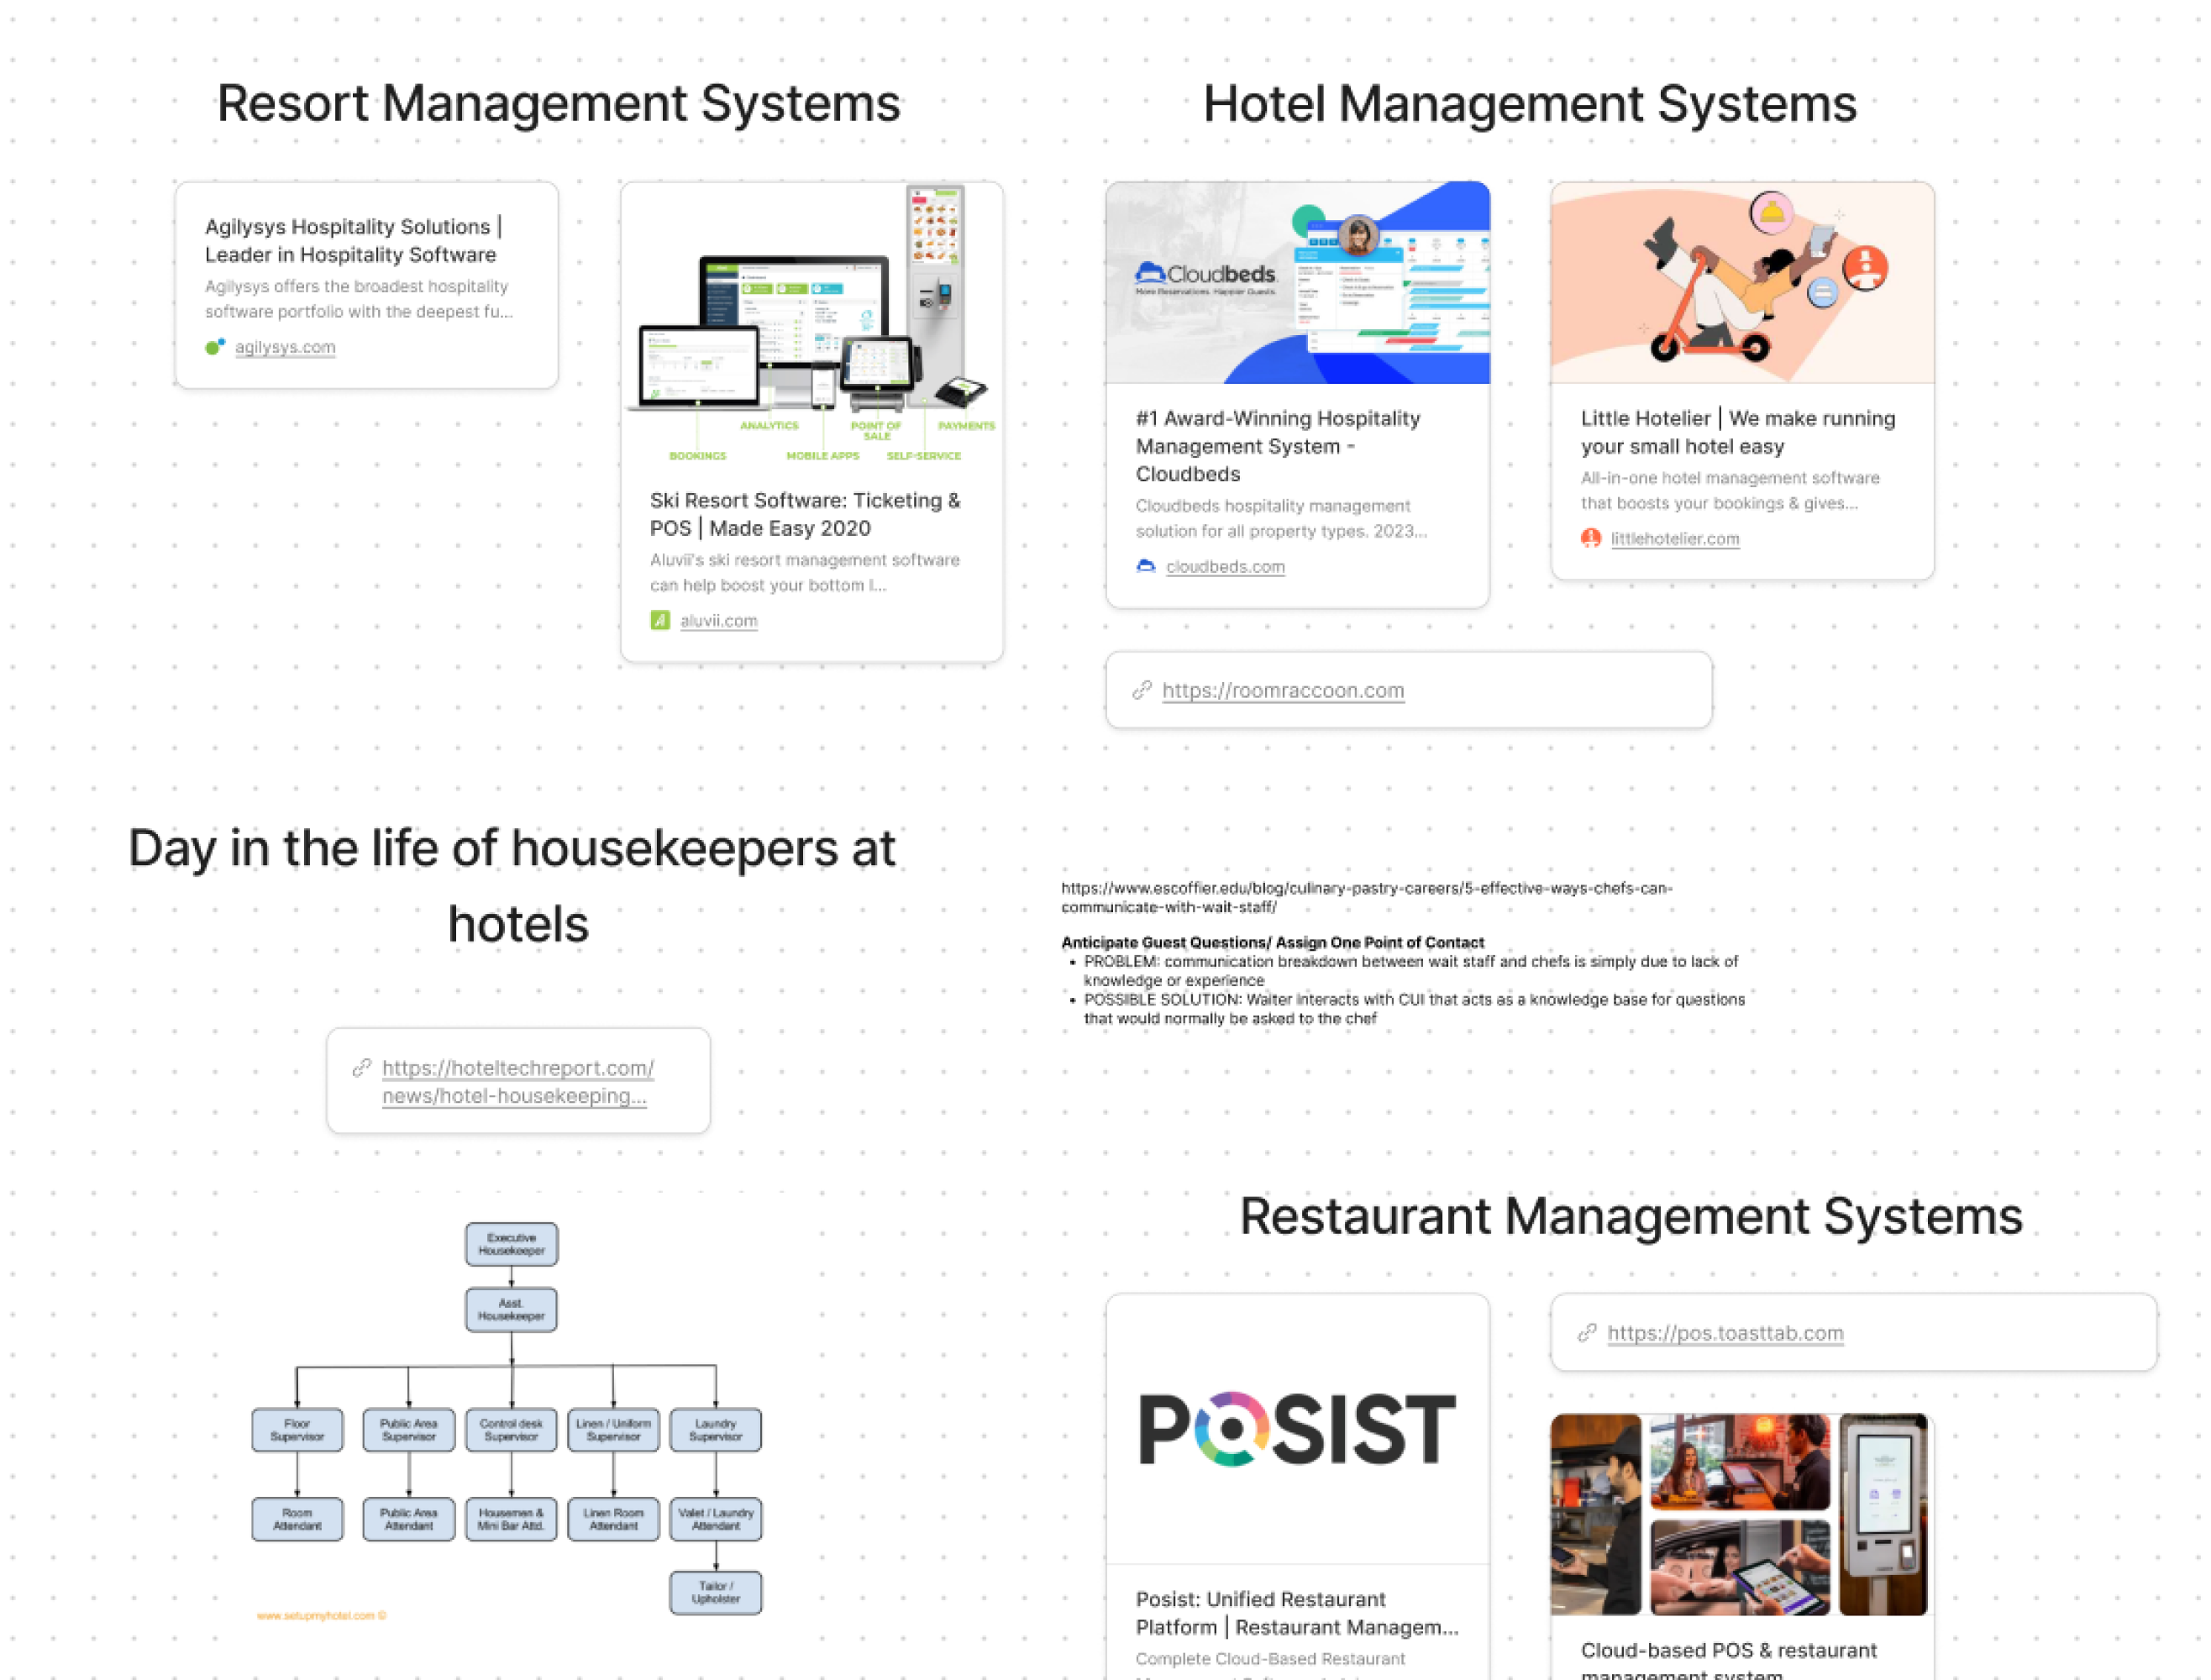 Resort Management Systems
Agilysys Hospitality Solutions |
Leader in Hospitality Software
Agilysys offers the broadest hospitality
software portfolio with the deepest fu...
agilysys.com
ANALYTICS
POINT OF
SALE
PAYMENTS
BOOKINGS
MOBILE APPS
SELF-SERVICE
Ski Resort Software: Ticketing &
POS | Made Easy 2020
Aluvii's ski resort management software
can help boost your bottom l...
aluvii.com
Hotel Management Systems
Cloudbeds
More Reservations. Happier Guests.
#1 Award-Winning Hospitality
Management System -
Cloudbeds
Cloudbeds hospitality management
solution for all property types. 2023...
cloudbeds.com
Little Hotelier | We make running
your small hotel easy
All-in-one hotel management software
that boosts your bookings & gives...
littlehotelier.com
https://roomraccoon.com
Day in the life of housekeepers at
hotels
https://hoteltechreport.com/
news/hotel-housekeeping...
Executive
Housekeeper
Asst.
Housekeeper
Floor
Supervisor
Public Area
Supervisor
Control desk
Supervisor
Linen / Uniform
Supervisor
Laundry
Supervisor
Room
Attendant
Public Area
Attendant
Housemen &
Mini Bar Attd.
Linen Room
Attendant
Valet / Laundry
Attendant
Tailor /
Upholster
www.setupmyhotel.com ©
https://www.escoffier.edu/blog/culinary-pastry-careers/5-effective-ways-chefs-can-
communicate-with-wait-staff/
Anticipate Guest Questions/ Assign One Point of Contact
• PROBLEM: communication breakdown between wait staff and chefs is simply due to lack of
knowledge or experience
• POSSIBLE SOLUTION: Waiter interacts with CUI that acts as a knowledge base for questions
that would normally be asked to the chef
Restaurant Management Systems
POSIST
Posist: Unified Restaurant
Platform | Restaurant Managem...
Complete Cloud-Based Restaurant
https://pos.toasttab.com
Cloud-based POS & restaurant
management system